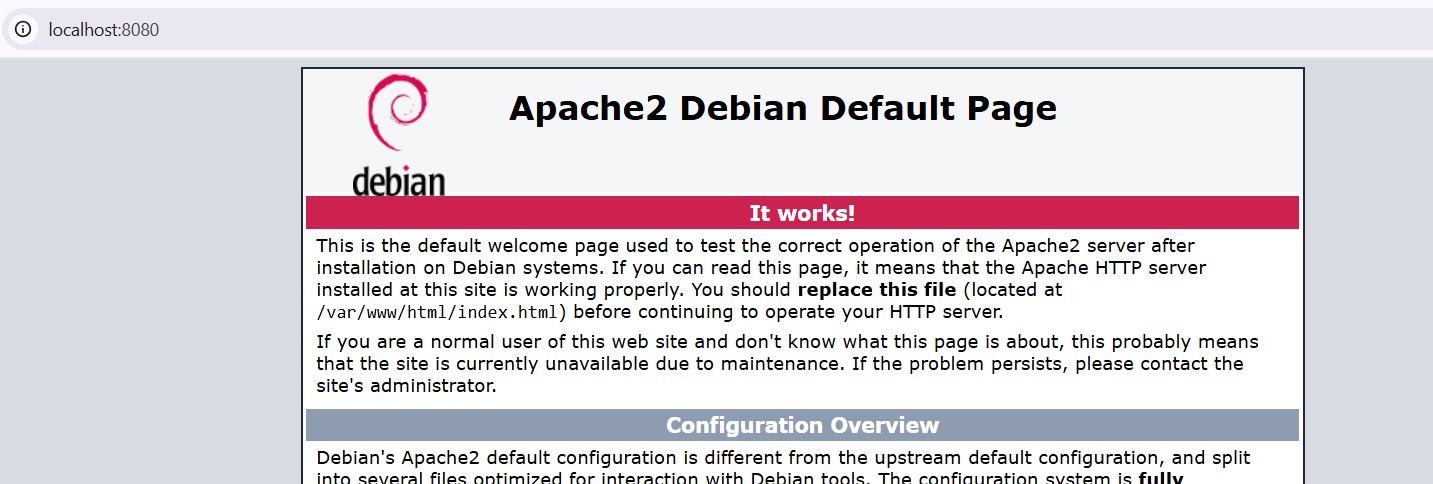 localhost:8080
Apache2 Debian Default Page
debian
It works!
This is the default welcome page used to test the correct operation of the Apache2 server after
installation on Debian systems. If you can read this page, it means that the Apache HTTP server
installed at this site is working properly. You should replace this file (located at
/var/www/html/index.html) before continuing to operate your HTTP server.
If you are a normal user of this web site and don't know what this page is about, this probably means
that the site is currently unavailable due to maintenance. If the problem persists, please contact the
site's administrator.
Configuration Overview
Debian's Apache2 default configuration is different from the upstream default configuration, and split
into several files optimized for interaction with Debian tools. The configuration system is fully